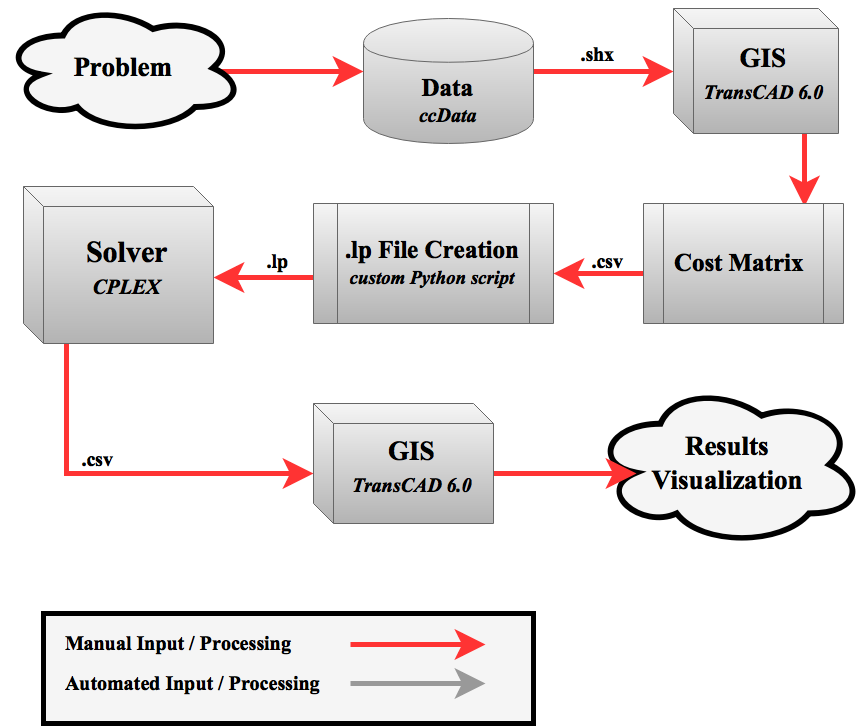 Problem
Data
ccData
.shx
GIS
TransCAD 6.0
Solver
CPLEX
.lp
.lp File Creation
custom Python script
.csv
Cost Matrix
.csv
GIS
TransCAD 6.0
Results
Visualization
Manual Input / Processing
Automated Input / Processing